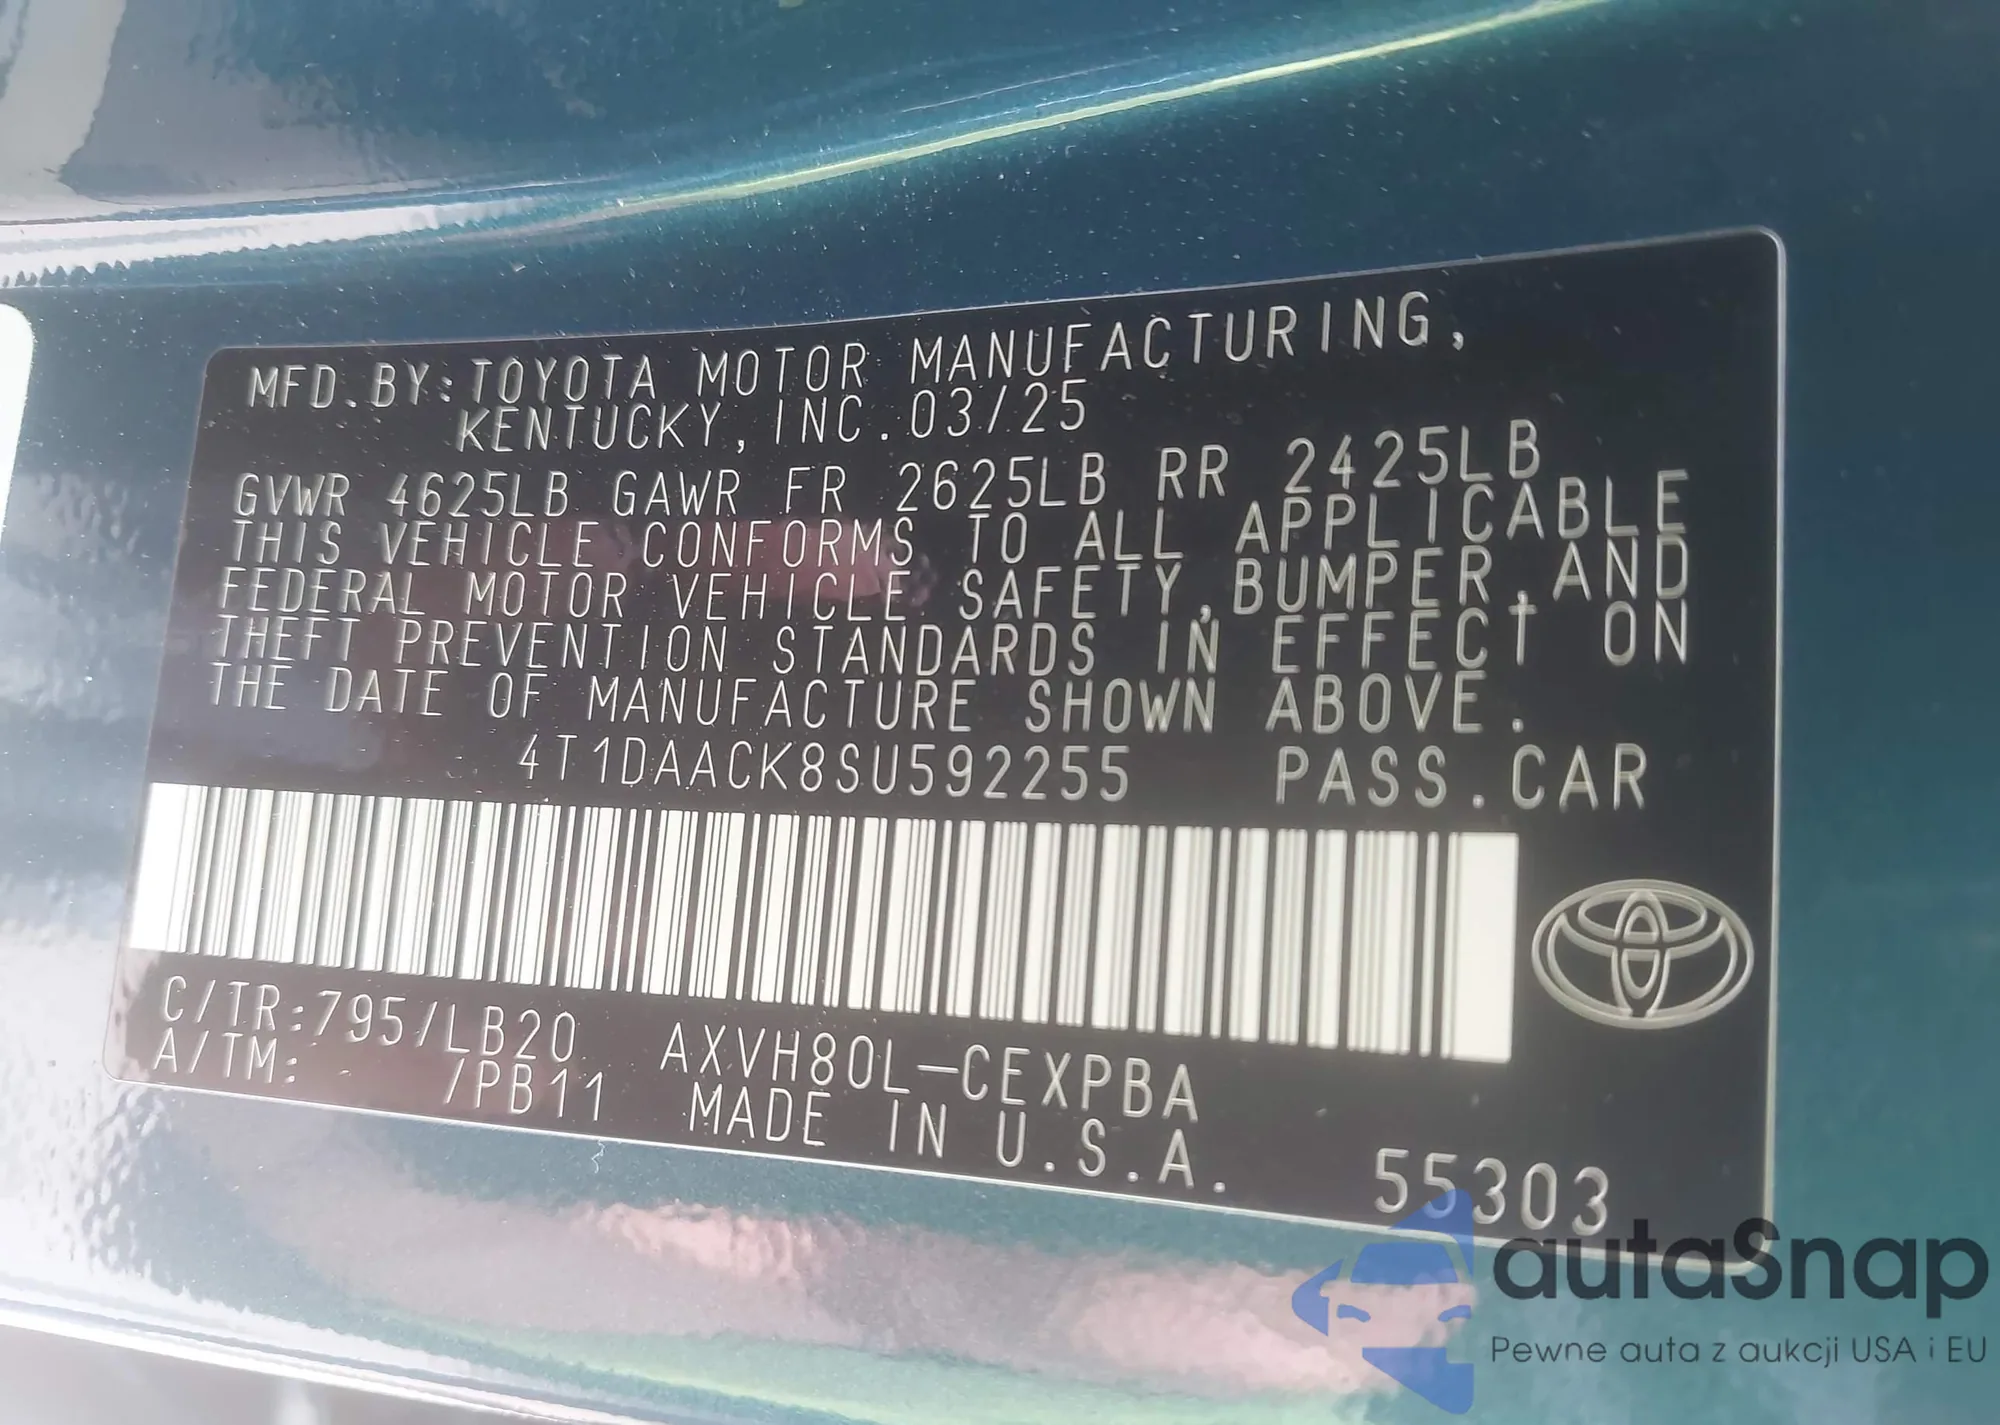 MFD.BY:TOYOTA MOTOR MANUFACTURING,
KENTUCKY, INC. 03/25
GVWR 4625LB GAWR FR 2625LB RR 2425LB
THIS VEHICLE CONFORMS TO ALL APPLICABLE
FEDERAL MOTOR VEHICLE SAFETY,BUMPER,AND
THEFT PREVENTION STANDARDS IN EFFECT ON
THE DATE OF MANUFACTURE SHOWN ABOVE.
4T1DAACK8SU592255 PASS.CAR
C/TR:795/LB20 AXVH80L-CEXPBA
A/TM: /PB11 MADE IN U.S.A.
55303
autaSnap
Pewne auta z aukcji USA i EU